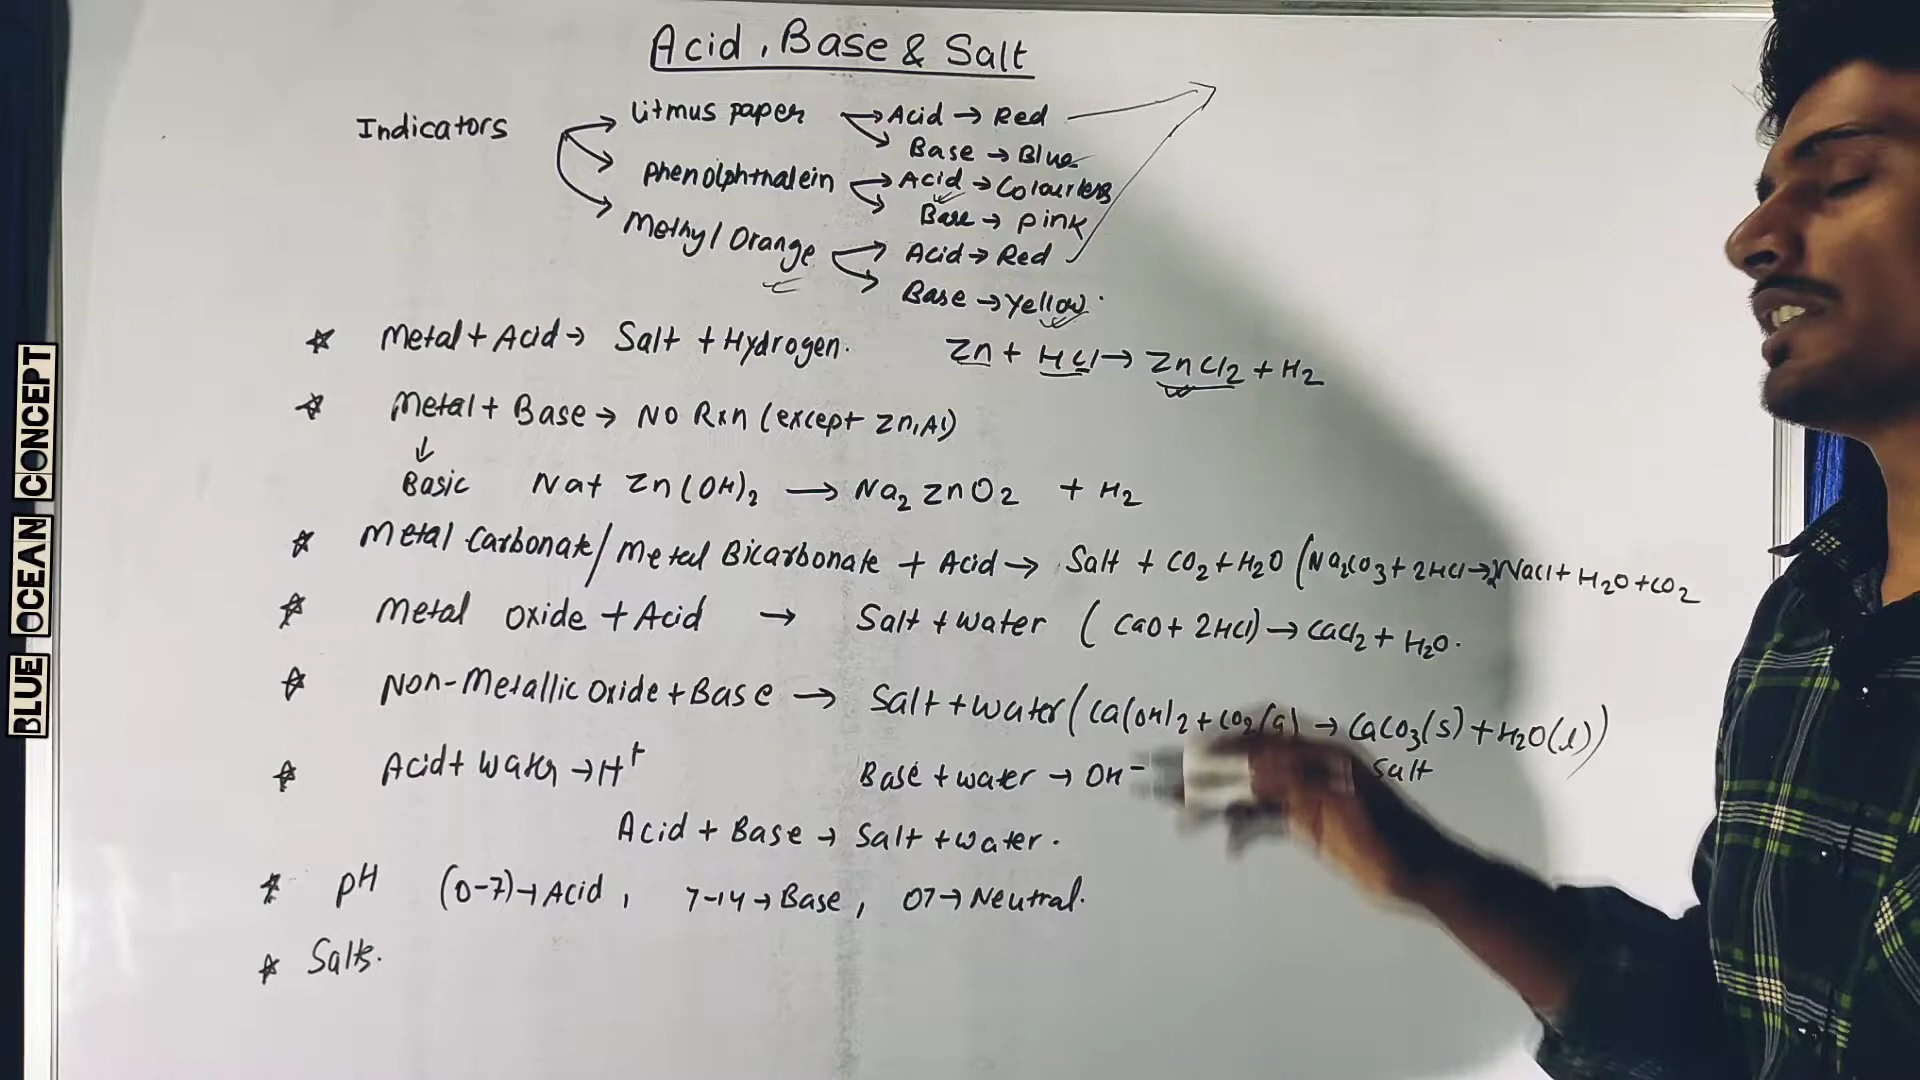 Acid, Base & Salt
Indicators
Litmus paper → Acid → Red
Base → Blue
Phenolphthalein → Acid → Colourless
Base → Pink
Methyl Orange → Acid → Red
Base → Yellow.
☆ Metal + Acid → Salt + Hydrogen. Zn + HCl → ZnCl2 + H2
☆ Metal + Base → No Rxn (except Zn, Al)
↓
Basic Na + Zn(OH)2 → Na2ZnO2 + H2
☆ Metal Carbonate/Metal Bicarbonate + Acid → Salt + CO2 + H2O (Na2CO3 + 2HCl → 2NaCl + H2O + CO2
☆ Metal Oxide + Acid → Salt + Water (CaO + 2HCl) → CaCl2 + H2O.
☆ Non-Metallic Oxide + Base → Salt + Water (Ca(OH)2 + CO2(g) → CaCO3(s) + H2O(l))
Salt
☆ Acid + Water → H+ Base + water → OH-
Acid + Base → Salt + water.
☆ pH (0-7) → Acid, 7-14 → Base, 07 → Neutral.
☆ Salts.
BLUE OCEAN CONCEPT